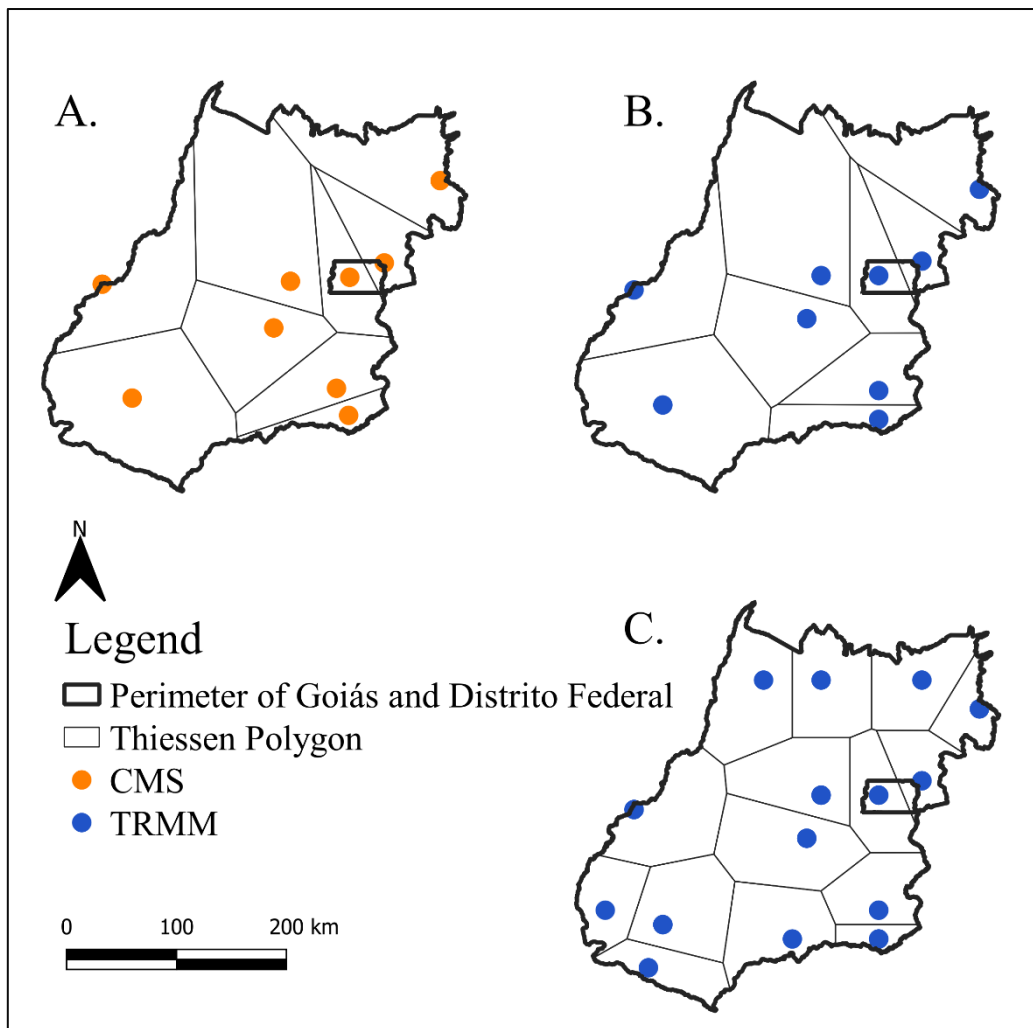 A.
B.
N
C.
Legend
Perimeter of Goiás and Distrito Federal
Thiessen Polygon
CMS
TRMM
0 100 200 km